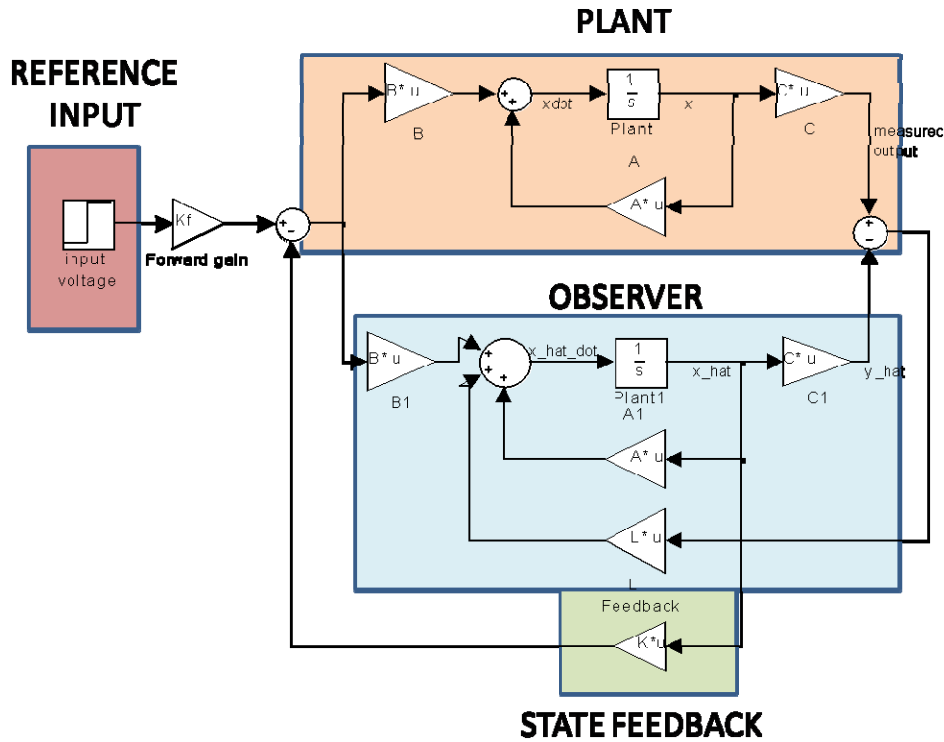 PLANT
REFERENCE
INPUT
B* u
B
+
+
xdot
1
s
Plant
x
C* u
C
measured
output
A
A* u
input
voltage
Kf
Forward gain
+
−
+
−
OBSERVER
B* u
B1
+
+
+
x_hat_dot
1
s
Plant1
A1
x_hat
C* u
C1
y_hat
A* u
L* u
L
Feedback
K*u
STATE FEEDBACK